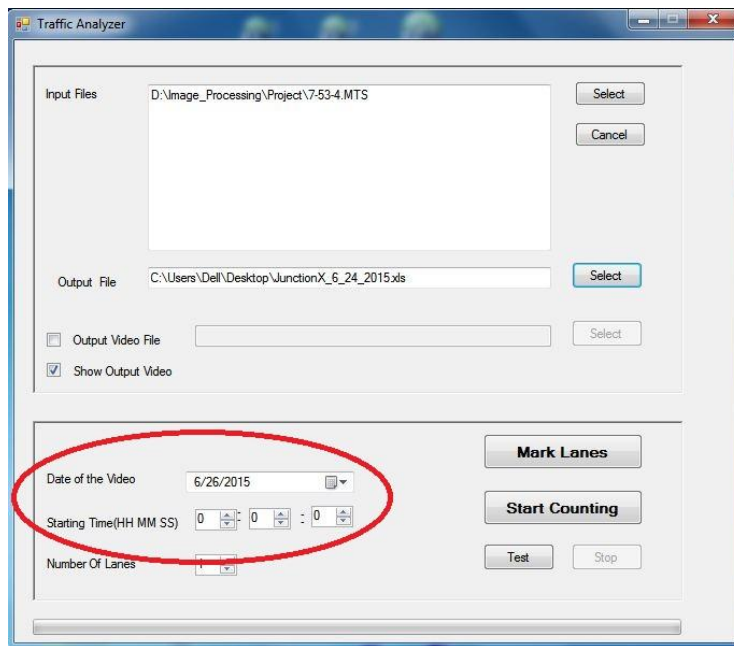 Traffic Analyzer
Input Files
D:\Image_Processing\Project\7-53-4.MTS
Select
Cancel
Output File
C:\Users\Dell\Desktop\JunctionX_6_24_2015.xls
Select
Output Video File
Select
Show Output Video
Date of the Video
6/26/2015
Starting Time(HH MM SS)
0 : 0 : 0
Number Of Lanes
1
Mark Lanes
Start Counting
Test
Stop